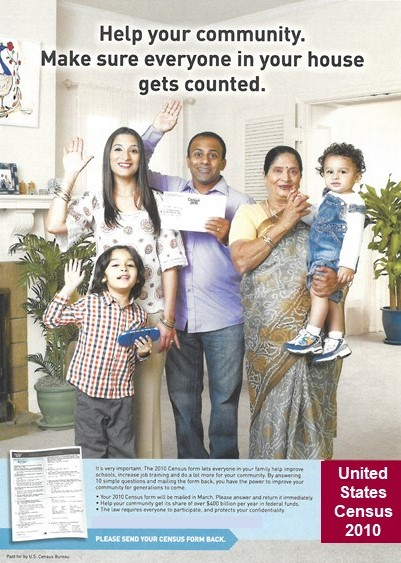 Help your community.
Make sure everyone in your house
gets counted.
It's very important. The 2010 Census form lets everyone in your family help improve
schools, increase job training and do a lot more for your community. By answering
10 simple questions and mailing the form back, you have the power to improve your
community for generations to come.
• Your 2010 Census form will be mailed in March. Please answer and return it immediately.
• Help your community get its share of over $400 billion per year in federal funds.
• The law requires everyone to participate, and protects your confidentiality.
PLEASE SEND YOUR CENSUS FORM BACK.
United
States
Census
2010
Paid for by U.S. Census Bureau